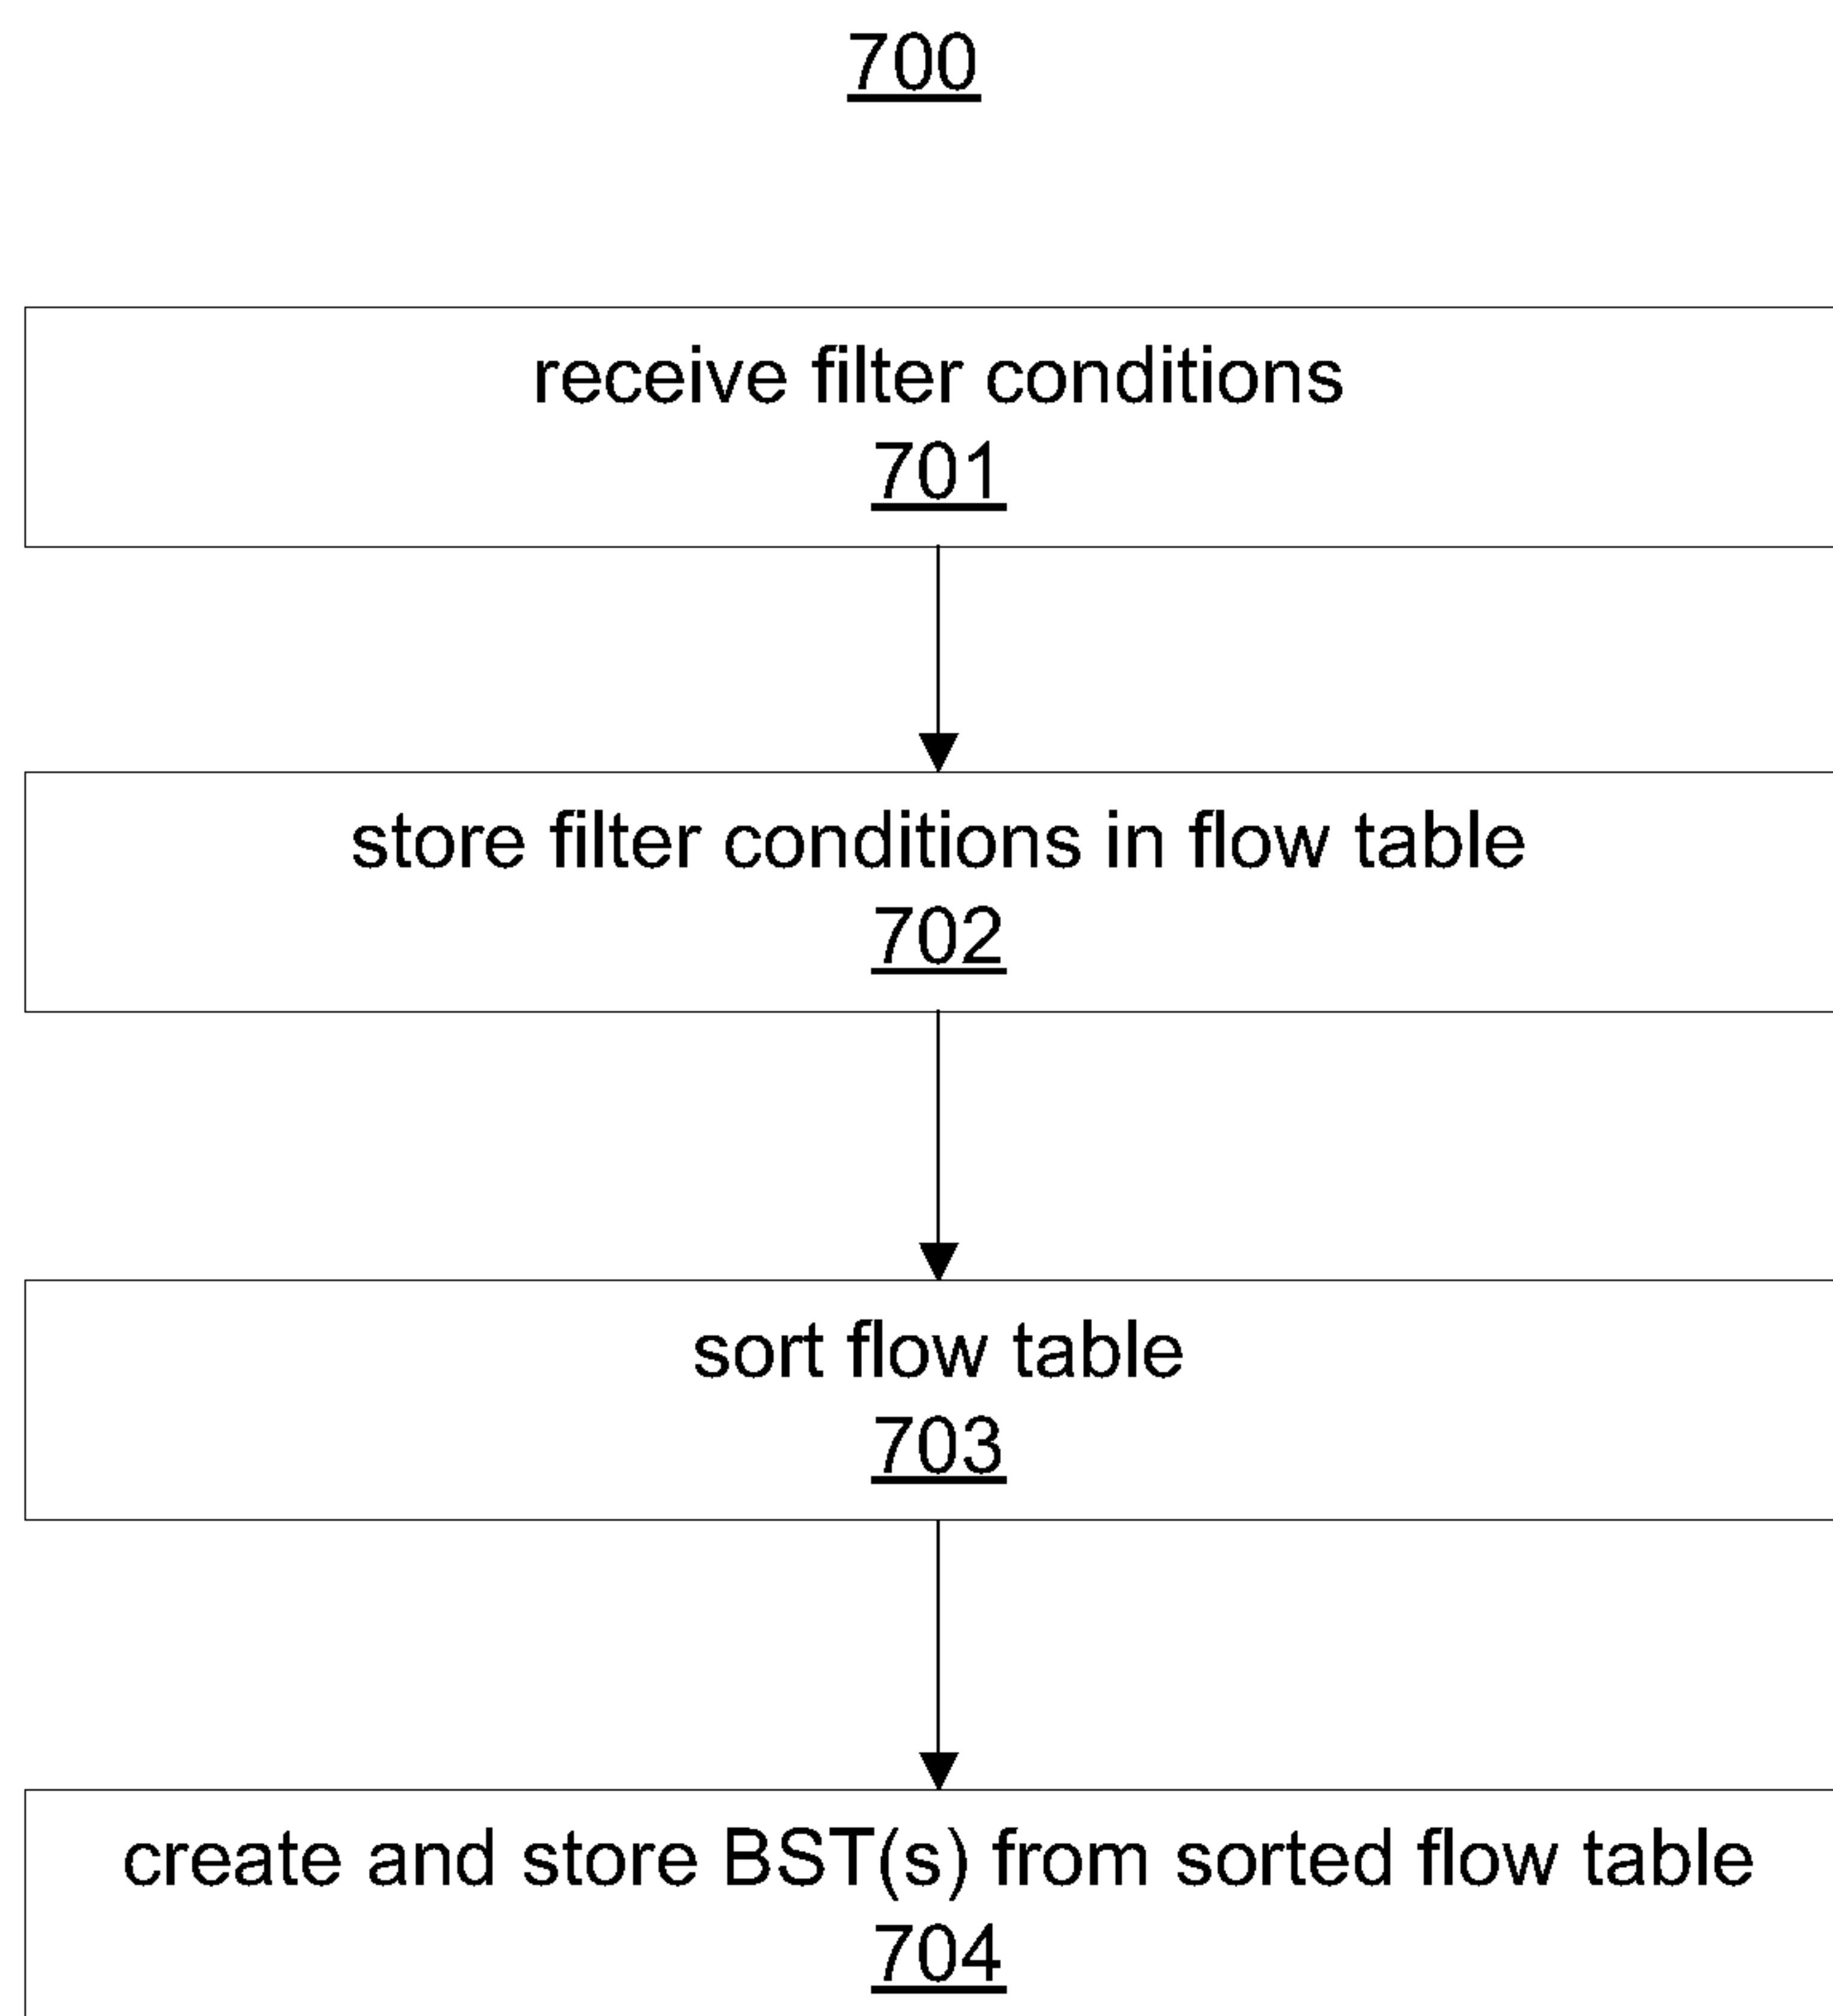 700
receive filter conditions
701
store filter conditions in flow table
702
sort flow table
703
create and store BST(s) from sorted flow table
704